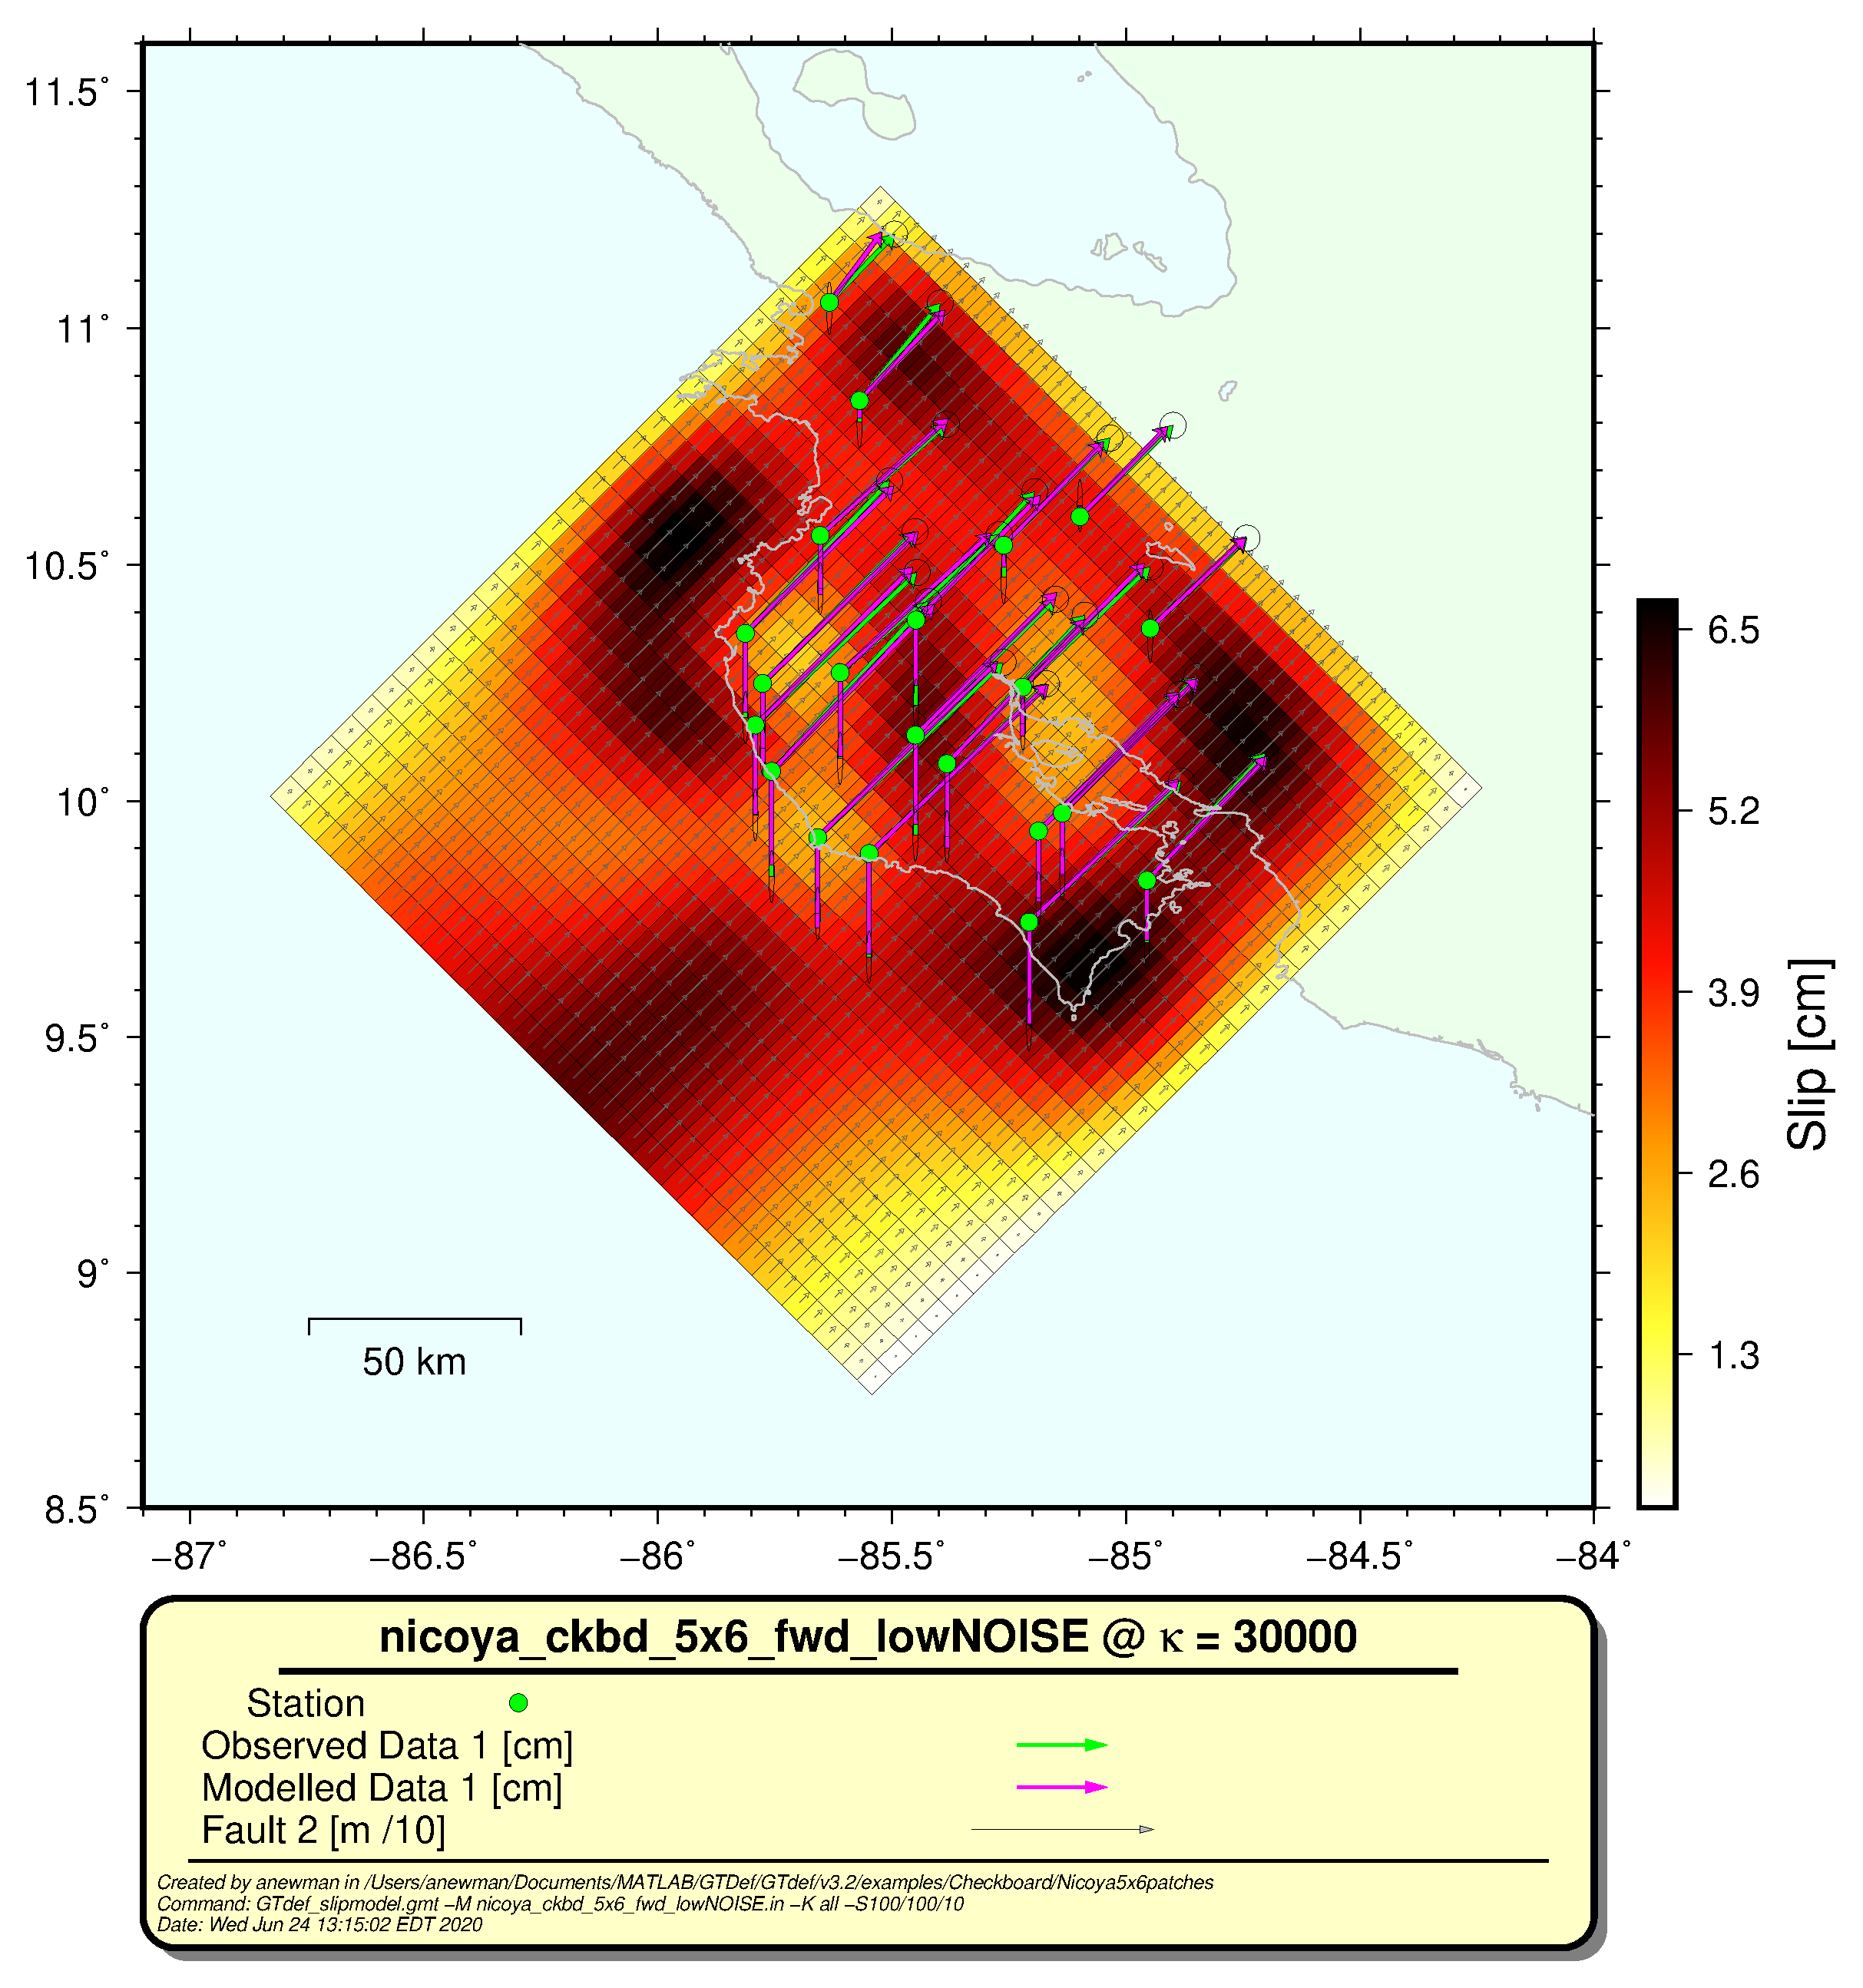 11.5°
11°
10.5°
10°
9.5°
9°
8.5°
−87°
−86.5°
−86°
−85.5°
−85°
−84.5°
−84°
50 km
6.5
5.2
3.9
2.6
1.3
Slip [cm]
nicoya_ckbd_5x6_fwd_lowNOISE @ κ = 30000
Station
Observed Data 1 [cm]
Modelled Data 1 [cm]
Fault 2 [m /10]
Created by anewman in /Users/anewman/Documents/MATLAB/GTDef/GTdef/v3.2/examples/Checkboard/Nicoya5x6patches
Command: GTdef_slipmodel.gmt −M nicoya_ckbd_5x6_fwd_lowNOISE.in −K all −S100/100/10
Date: Wed Jun 24 13:15:02 EDT 2020